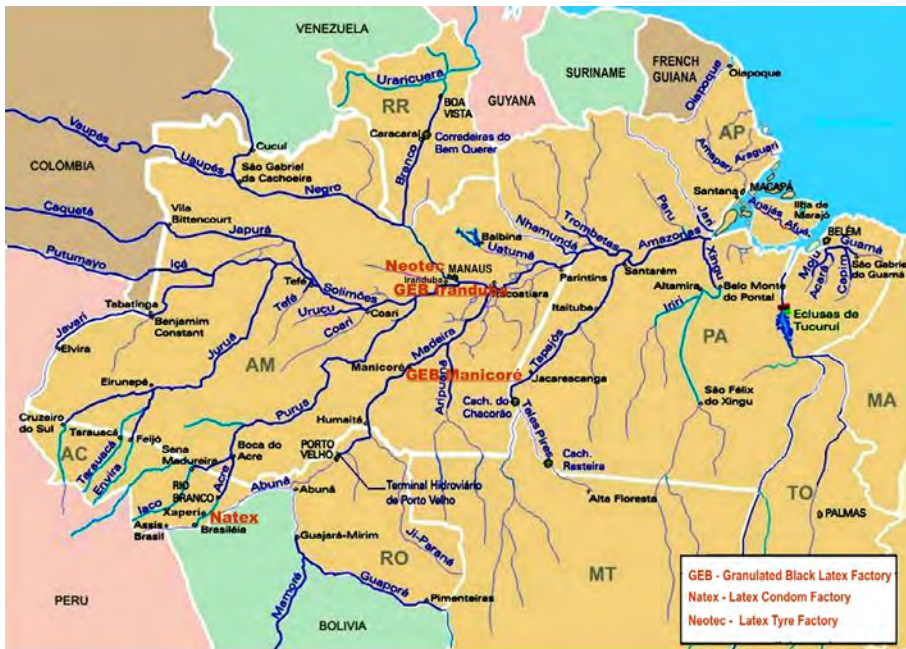 VENEZUELA
GUYANA
SURINAME
FRENCH
GUIANA
Oiapoque
Oiapoque
Uraricuara
RR
BOA
VISTA
Caracaraí
Corredeiras do
Bem Querer
Branco
AP
Amapari
Araguari
Santana
MACAPÁ
Ilha de
Marajó
Anajás
Afuá
BELÉM
Guamá
São Gabriel
do Guamá
Moju
Acará
Capim
COLÓMBIA
Vaupés
Uaupés
Cucuí
São Gabriel
da Cachoeira
Negro
Caquetá
Vila
Bittencourt
Japurá
Putumayo
Içá
Balbina
Uatumã
Nhamundá
Trombetas
Paru
Jari
Amazonas
Xingu
Neotec
MANAUS
Iranduba
GEB Iranduba
Itacoatiara
Parintins
Santarém
Altamira
Belo Monte
do Pontal
Eclusas de
Tucuruí
Tefé
Solimões
Tefé
Uruçu
Coari
Coari
Tabatinga
Benjamim
Constant
Javari
Elvira
Juruá
Itaituba
Tapajós
Iriri
PA
AM
Madeira
Manicoré
GEB Manicoré
Aripuanã
Jacareacanga
Cach. do
Chacorão
São Félix
do Xingu
MA
Eirunepé
Purus
Humaitá
Cruzeiro
do Sul
Tarauacá
Feijó
AC
Tarauacá
Envira
Sena
Madureira
Boca do
Acre
PORTO
VELHO
Teles Pires
Cach.
Rasteira
Acre
RIO
BRANCO
Iaco
Xaperi
Abunã
Abunã
Terminal Hidroviário
de Porto Velho
Alta Floresta
TO
PALMAS
Natex
Assis
Brasil
Brasiléia
Guajará-Mirim
Ji-Paraná
RO
MT
Mamoré
Guaporé
Pimenteiras
PERU
BOLIVIA
GEB - Granulated Black Latex Factory
Natex - Latex Condom Factory
Neotec - Latex Tyre Factory